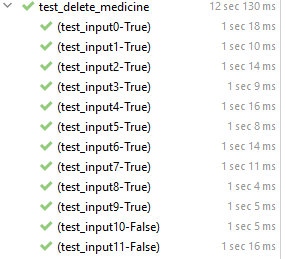 test_delete_medicine 12 sec 130 ms
(test_input0-True) 1 sec 18 ms
(test_input1-True) 1 sec 10 ms
(test_input2-True) 1 sec 14 ms
(test_input3-True) 1 sec 9 ms
(test_input4-True) 1 sec 16 ms
(test_input5-True) 1 sec 8 ms
(test_input6-True) 1 sec 14 ms
(test_input7-True) 1 sec 11 ms
(test_input8-True) 1 sec 4 ms
(test_input9-True) 1 sec 5 ms
(test_input10-False) 1 sec 5 ms
(test_input11-False) 1 sec 16 ms